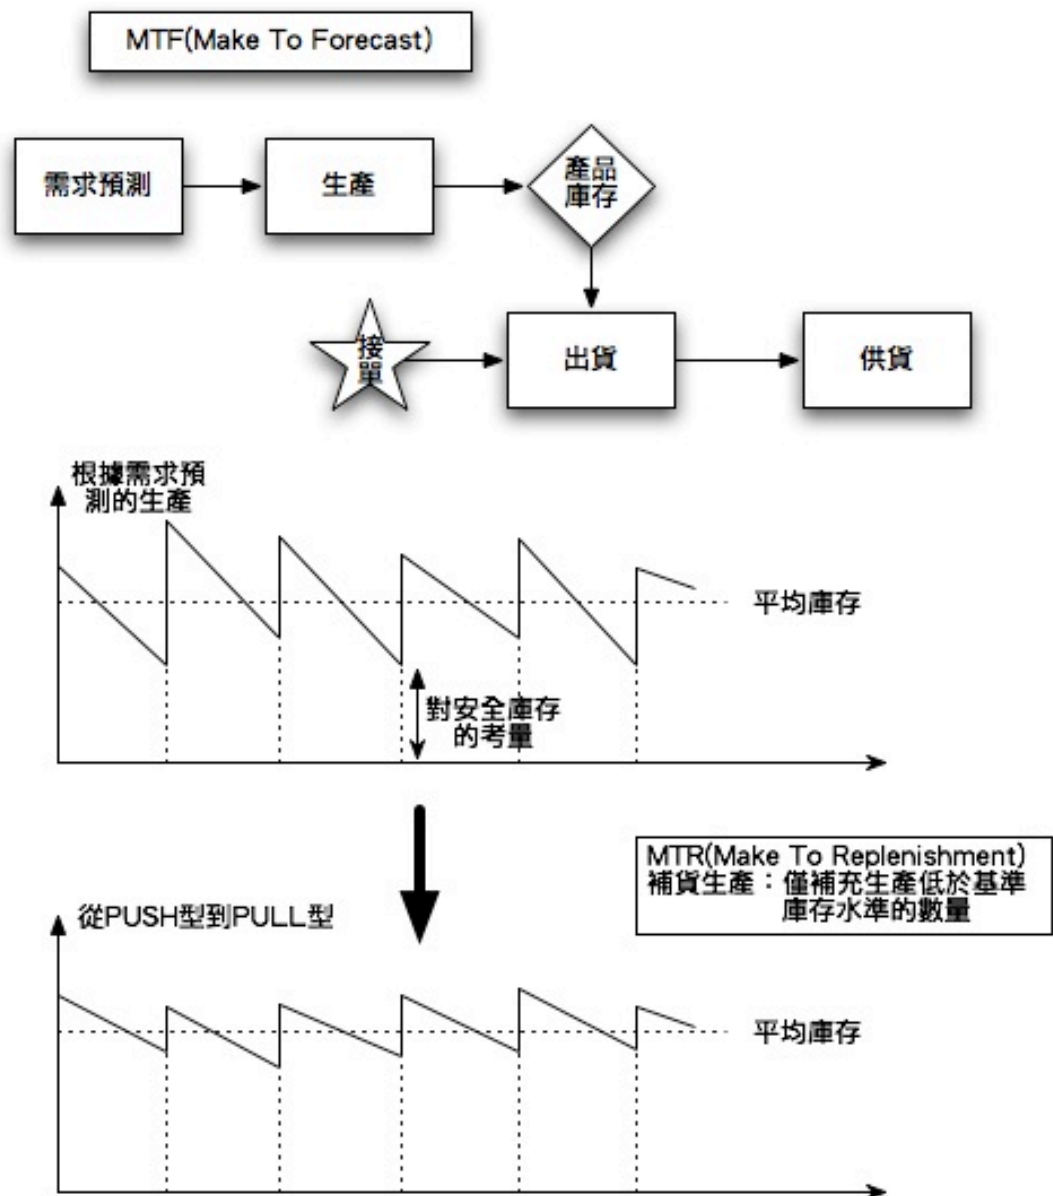 MTF(Make To Forecast)
需求預測
生產
產品
庫存
接
單
出貨
供貨
根據需求預
測的生產
平均庫存
對安全庫存
的考量
MTR(Make To Replenishment)
補貨生產：僅補充生產低於基準
庫存水準的數量
從PUSH型到PULL型
平均庫存